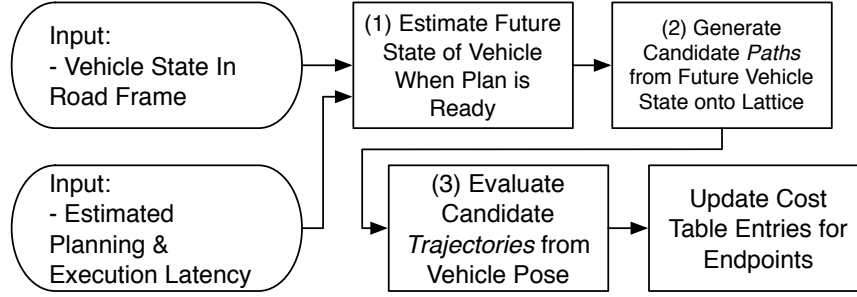 Input:
- Vehicle State In
Road Frame
(1) Estimate Future
State of Vehicle
When Plan is
Ready
(2) Generate
Candidate Paths
from Future Vehicle
State onto Lattice
Input:
- Estimated
Planning &
Execution Latency
(3) Evaluate
Candidate
Trajectories from
Vehicle Pose
Update Cost
Table Entries for
Endpoints